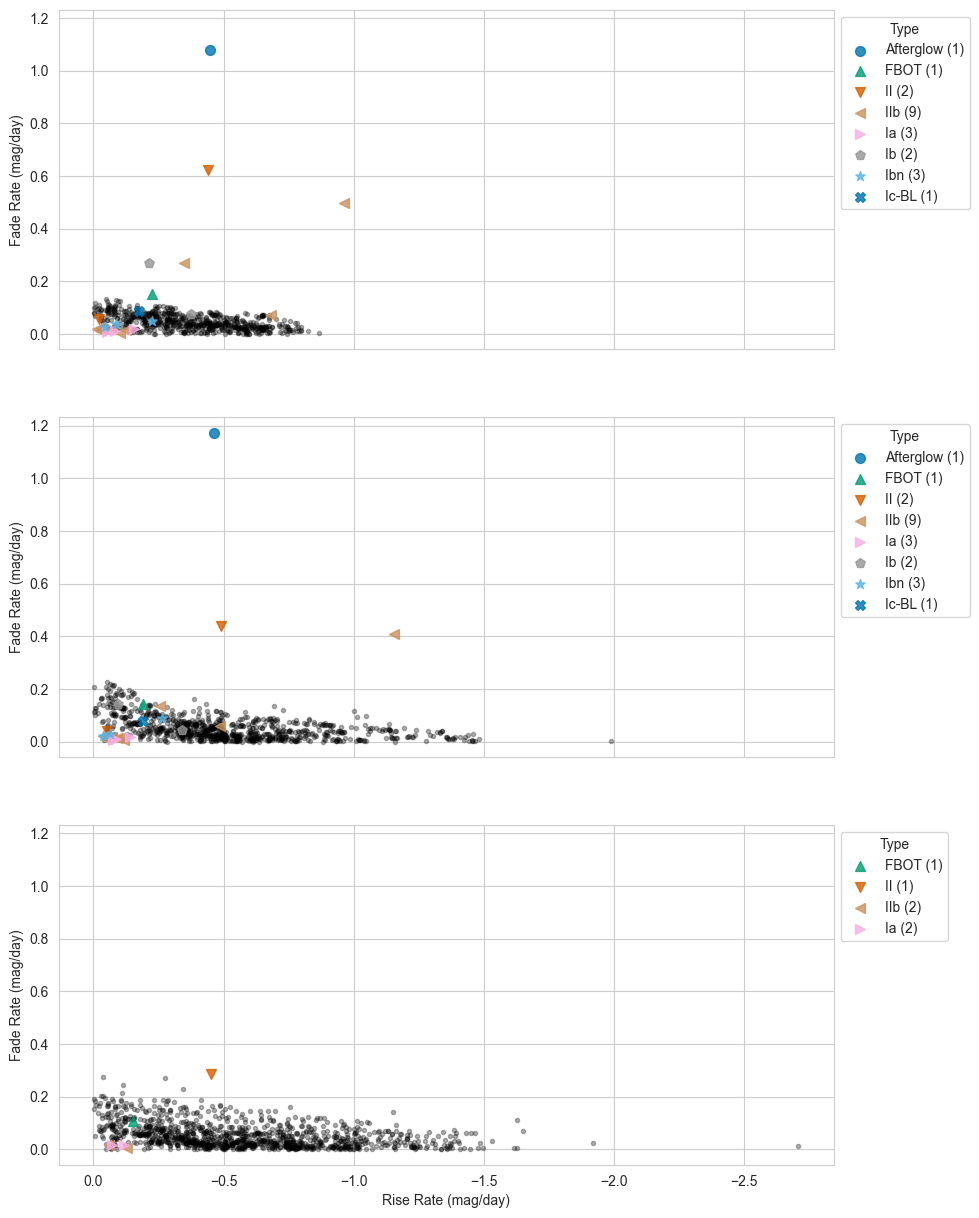 1.2
1.0
0.8
0.6
0.4
0.2
0.0
Fade Rate (mag/day)
Type
Afterglow (1)
FBOT (1)
II (2)
IIb (9)
Ia (3)
Ib (2)
Ibn (3)
Ic-BL (1)
1.2
1.0
0.8
0.6
0.4
0.2
0.0
Fade Rate (mag/day)
Type
Afterglow (1)
FBOT (1)
II (2)
IIb (9)
Ia (3)
Ib (2)
Ibn (3)
Ic-BL (1)
1.2
1.0
0.8
0.6
0.4
0.2
0.0
Fade Rate (mag/day)
Type
FBOT (1)
II (1)
IIb (2)
Ia (2)
0.0 −0.5 −1.0 −1.5 −2.0 −2.5
Rise Rate (mag/day)